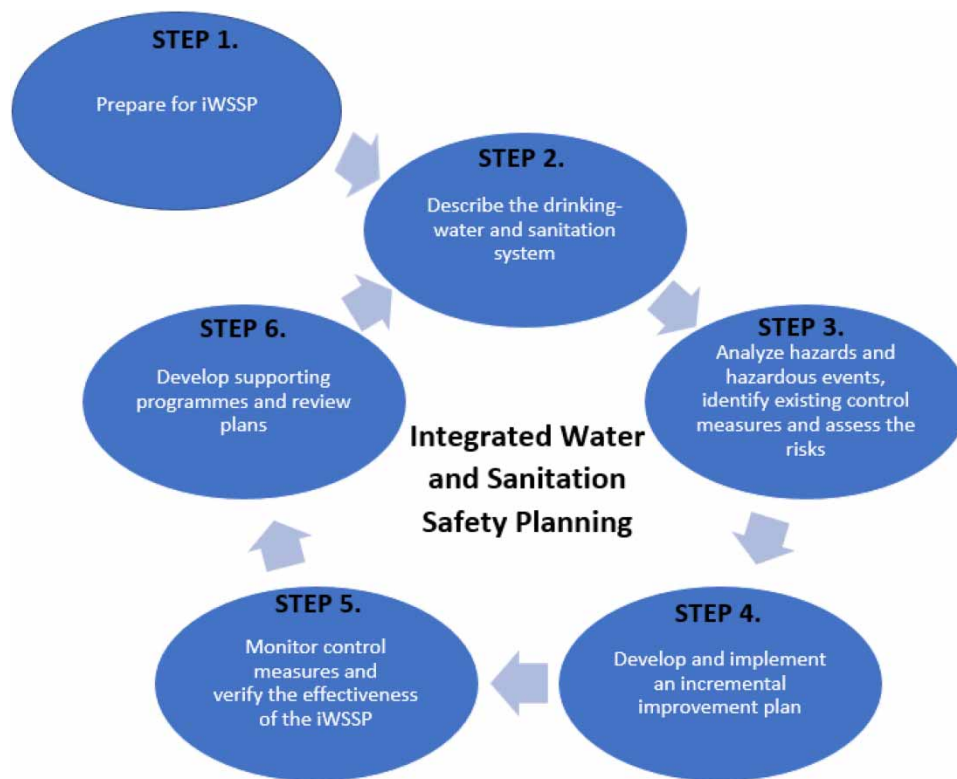 STEP 1.
Prepare for iWSSP
STEP 2.
Describe the drinking-
water and sanitation
system
STEP 3.
Analyze hazards and
hazardous events,
identify existing control
measures and assess the
risks
STEP 4.
Develop and implement
an incremental
improvement plan
STEP 5.
Monitor control
measures and
verify the effectiveness
of the iWSSP
STEP 6.
Develop supporting
programmes and review
plans
Integrated Water
and Sanitation
Safety Planning